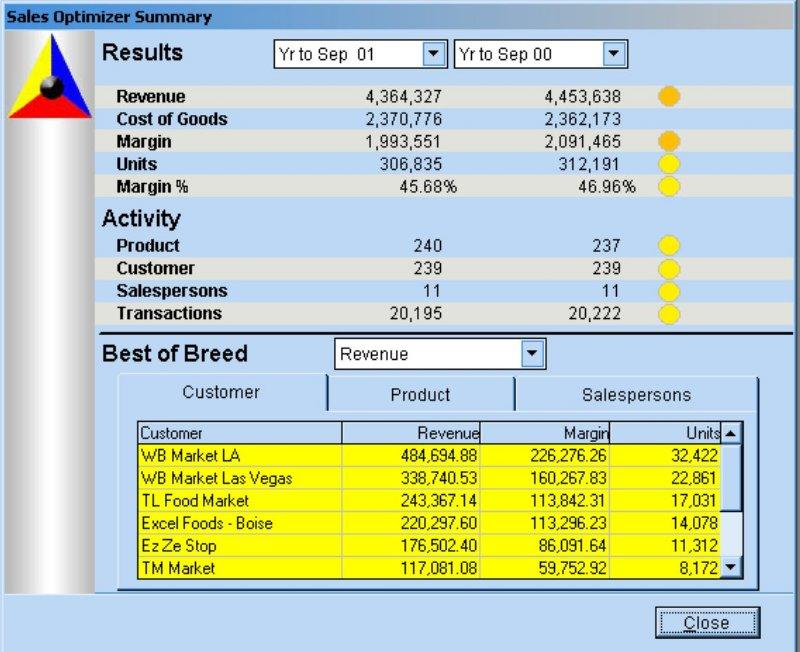 Sales Optimizer Summary
Results Yr to Sep 01 Yr to Sep 00
Revenue 4,364,327 4,453,638
Cost of Goods 2,370,776 2,362,173
Margin 1,993,551 2,091,465
Units 306,835 312,191
Margin % 45.68% 46.96%
Activity
Product 240 237
Customer 239 239
Salespersons 11 11
Transactions 20,195 20,222
Best of Breed Revenue
Customer Product Salespersons
Customer Revenue Margin Units
WB Market LA 484,694.88 226,276.26 32,422
WB Market Las Vegas 338,740.53 160,267.83 22,861
TL Food Market 243,367.14 113,842.31 17,031
Excel Foods - Boise 220,297.60 113,296.23 14,078
Ez Ze Stop 176,502.40 86,091.64 11,312
TM Market 117,081.08 59,752.92 8,172
Close